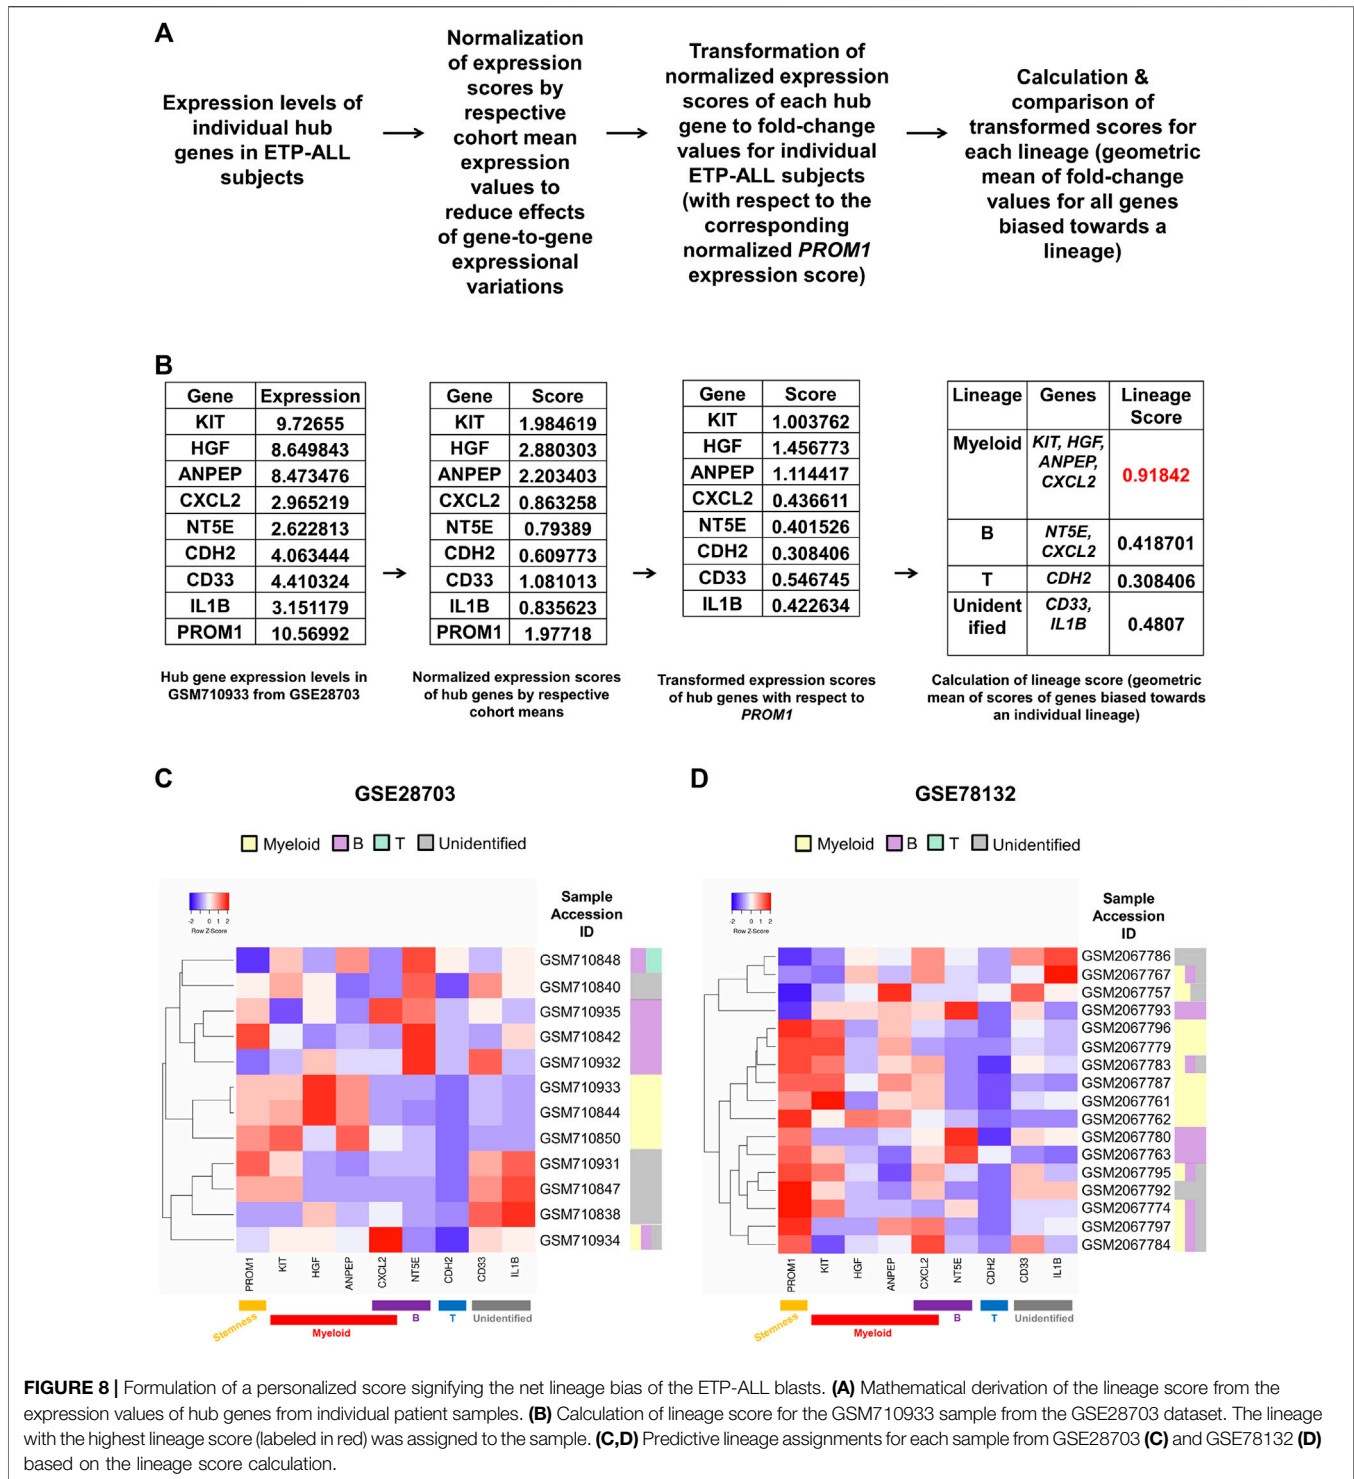 A
Expression levels of
individual hub
genes in ETP-ALL
subjects
Normalization
of expression
scores by
respective
cohort mean
expression
values to
reduce effects
of gene-to-gene
expressional
variations
Transformation of
normalized expression
scores of each hub
gene to fold-change
values for individual
ETP-ALL subjects
(with respect to the
corresponding
normalized PROM1
expression score)
Calculation &
comparison of
transformed scores for
each lineage (geometric
mean of fold-change
values for all genes
biased towards a
lineage)
B
Gene Expression
KIT 9.72655
HGF 8.649843
ANPEP 8.473476
CXCL2 2.965219
NT5E 2.622813
CDH2 4.063444
CD33 4.410324
IL1B 3.151179
PROM1 10.56992
Hub gene expression levels in
GSM710933 from GSE28703
Gene Score
KIT 1.984619
HGF 2.880303
ANPEP 2.203403
CXCL2 0.863258
NT5E 0.79389
CDH2 0.609773
CD33 1.081013
IL1B 0.835623
PROM1 1.97718
Normalized expression scores
of hub genes by respective
cohort means
Gene Score
KIT 1.003762
HGF 1.456773
ANPEP 1.114417
CXCL2 0.436611
NT5E 0.401526
CDH2 0.308406
CD33 0.546745
IL1B 0.422634
Transformed expression scores
of hub genes with respect to
PROM1
Lineage Genes Lineage
Score
Myeloid KIT, HGF,
ANPEP,
CXCL2
0.91842
B NT5E,
CXCL2
0.418701
T CDH2 0.308406
Unident
ified
CD33,
IL1B
0.4807
Calculation of lineage score (geometric
mean of scores of genes biased towards
an individual lineage)
C
GSE28703
Myeloid B T Unidentified
-2 0 1 2
Row Z-Score
Sample
Accession
ID
GSM710848
GSM710840
GSM710935
GSM710842
GSM710932
GSM710933
GSM710844
GSM710850
GSM710931
GSM710847
GSM710838
GSM710934
PROM1 KIT HGF ANPEP CXCL2 NT5E CDH2 CD33 IL1B
Stemness Myeloid B T Unidentified
D
GSE78132
Myeloid B T Unidentified
-2 0 1 2
Row Z-Score
Sample
Accession
ID
GSM2067786
GSM2067767
GSM2067757
GSM2067793
GSM2067796
GSM2067779
GSM2067783
GSM2067787
GSM2067761
GSM2067762
GSM2067780
GSM2067763
GSM2067795
GSM2067792
GSM2067774
GSM2067797
GSM2067784
PROM1 KIT HGF ANPEP CXCL2 NT5E CDH2 CD33 IL1B
Stemness Myeloid B T Unidentified
FIGURE 8 | Formulation of a personalized score signifying the net lineage bias of the ETP-ALL blasts. (A) Mathematical derivation of the lineage score from the
expression values of hub genes from individual patient samples. (B) Calculation of lineage score for the GSM710933 sample from the GSE28703 dataset. The lineage
with the highest lineage score (labeled in red) was assigned to the sample. (C,D) Predictive lineage assignments for each sample from GSE28703 (C) and GSE78132 (D)
based on the lineage score calculation.